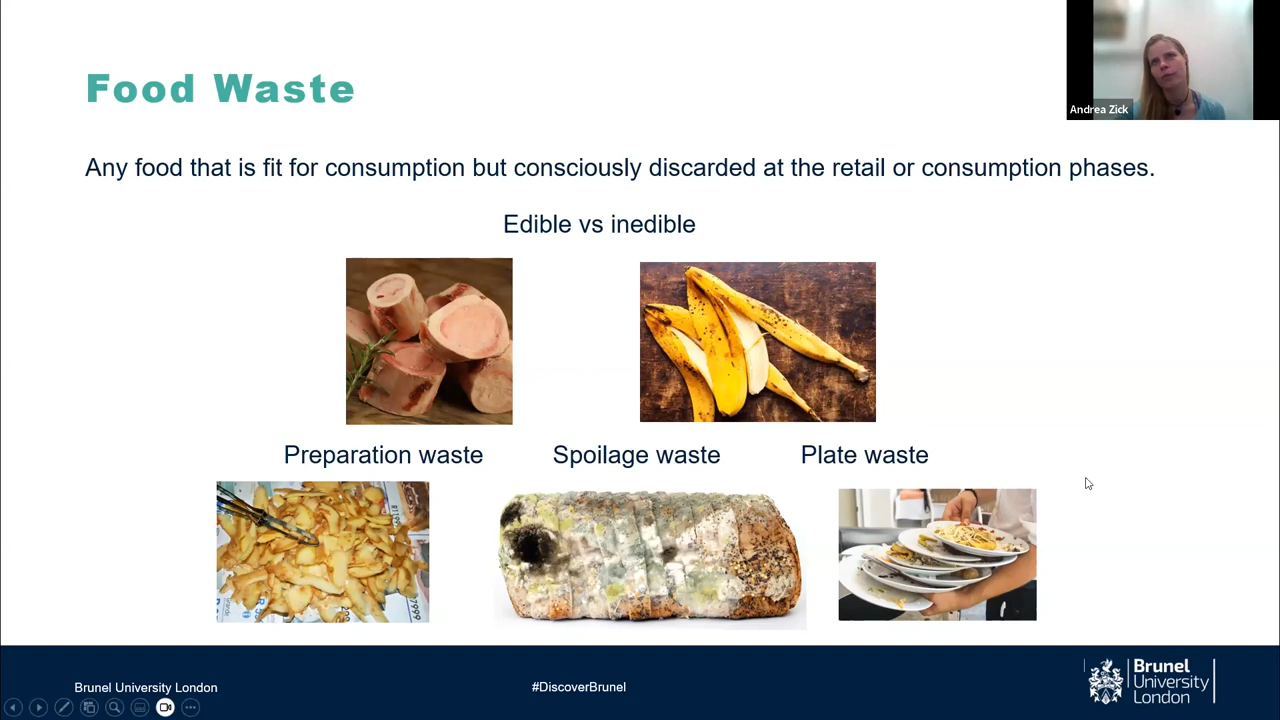 Food Waste
Andrea Zick
Any food that is fit for consumption but consciously discarded at the retail or consumption phases.
Edible vs inedible
Preparation waste
Spoilage waste
Plate waste
Brunel University London
#DiscoverBrunel
Brunel
University
London